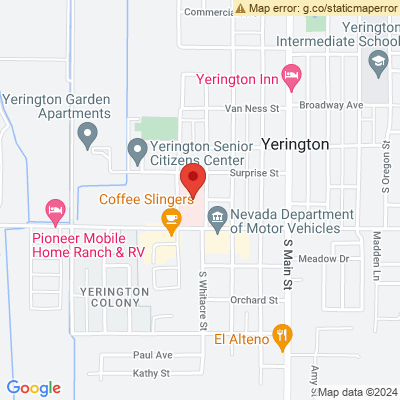 Map error: g.co/staticmaperror
Commercial
Yerington
Intermediate School
Yerington Inn
Broadway Ave
Yerington Garden
Apartments
Van Ness St
Yerington Senior
Citizens Center
Yerington
Surprise St
S Oregon St
Coffee Slingers
Nevada Department
of Motor Vehicles
Pioneer Mobile
Home Ranch & RV
S Main St
Madden Ln
Meadow Dr
S Whitacre St
YERINGTON
COLONY
Orchard St
El Alteno
Paul Ave
Kathy St
Amy S
Google
Map data ©2024